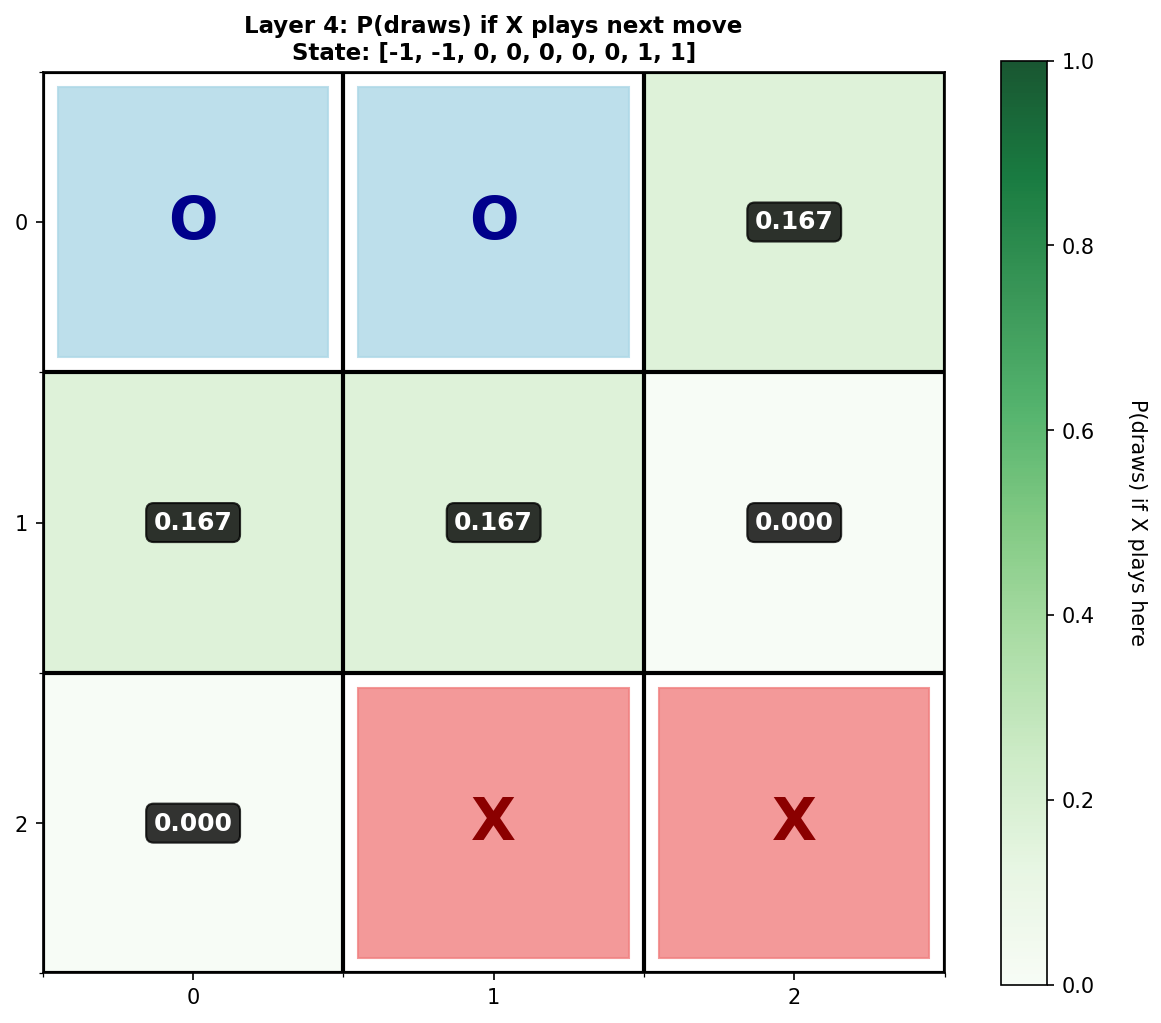 Layer 4: P(draws) if X plays next move
State: [-1, -1, 0, 0, 0, 0, 0, 1, 1]
0
O
O
0.167
1
0.167
0.167
0.000
2
0.000
X
X
0
1
2
1.0
0.8
0.6
0.4
0.2
0.0
P(draws) if X plays here